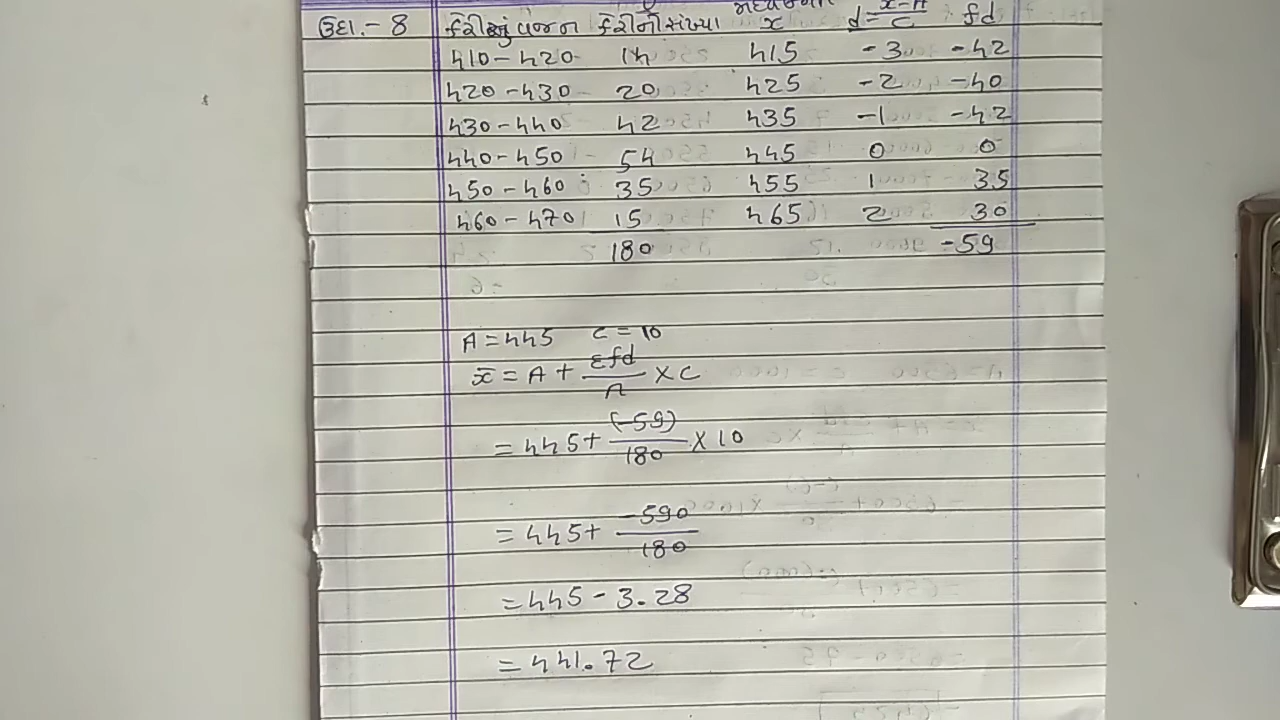 ઉદા.- 8 કેરીનું વજન કેરીની સંખ્યા x d = x-A/C fd
410-420 14 415 -3 -42
420-430 20 425 -2 -40
430-440 42 435 -1 -42
440-450 54 445 0 0
450-460 35 455 1 35
460-470 15 465 2 30
180 -59
A = 445 C = 10
x̄ = A + Σfd/n × C
= 445 + (-59)/180 × 10
= 445 + -590/180
= 445 - 3.28
= 441.72